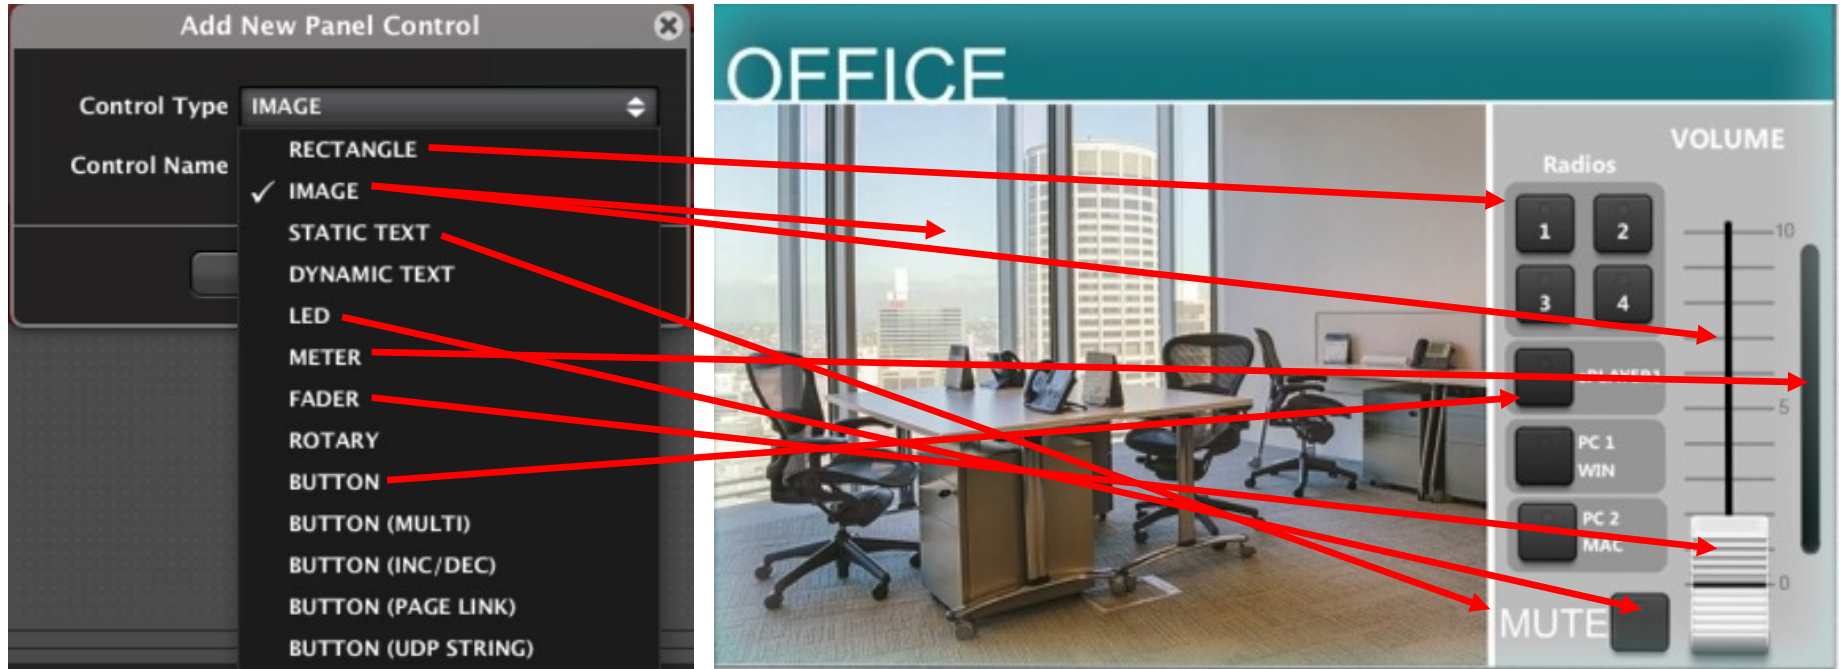 Add New Panel Control
Control Type IMAGE
Control Name
RECTANGLE
✓ IMAGE
STATIC TEXT
DYNAMIC TEXT
LED
METER
FADER
ROTARY
BUTTON
BUTTON (MULTI)
BUTTON (INC/DEC)
BUTTON (PAGE LINK)
BUTTON (UDP STRING)
OFFICE
VOLUME
Radios
1 2
3 4
PLAYER1
PC 1
WIN
PC 2
MAC
MUTE
10
5
0